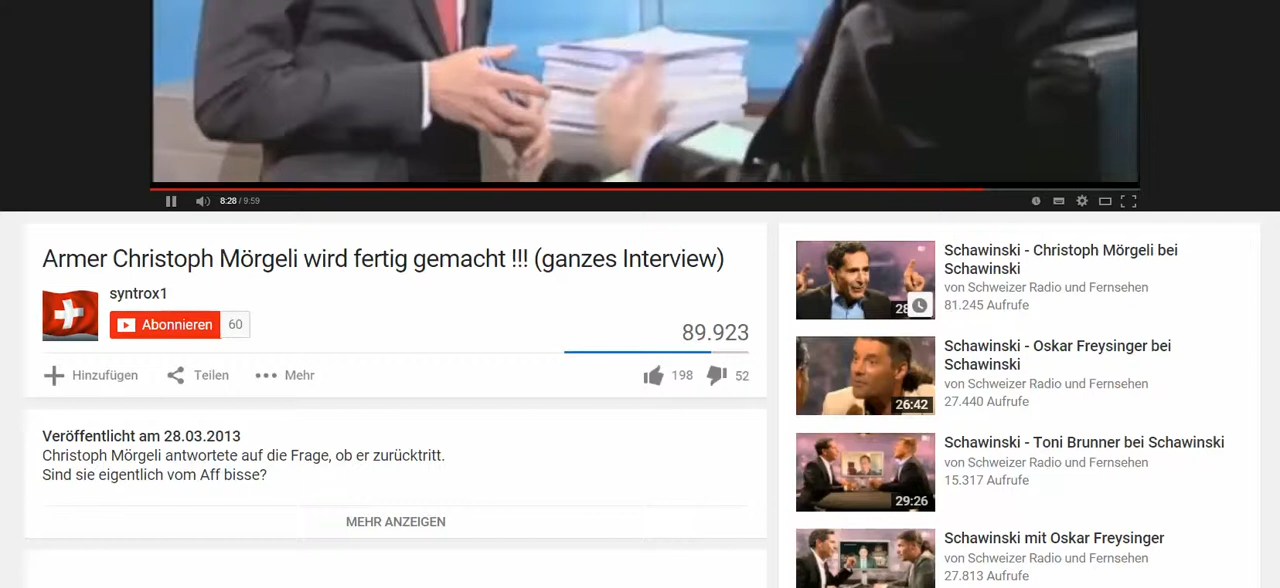 8:28 / 9:59
Armer Christoph Mörgeli wird fertig gemacht !!! (ganzes Interview)
syntrox1
Abonnieren 60
89.923
Hinzufügen Teilen Mehr 198 52
Veröffentlicht am 28.03.2013
Christoph Mörgeli antwortete auf die Frage, ob er zurücktritt.
Sind sie eigentlich vom Aff bisse?
MEHR ANZEIGEN
Schawinski - Christoph Mörgeli bei
Schawinski
von Schweizer Radio und Fernsehen
81.245 Aufrufe
Schawinski - Oskar Freysinger bei
Schawinski
von Schweizer Radio und Fernsehen
27.440 Aufrufe
26:42
Schawinski - Toni Brunner bei Schawinski
von Schweizer Radio und Fernsehen
15.317 Aufrufe
29:26
Schawinski mit Oskar Freysinger
von Schweizer Radio und Fernsehen
27.813 Aufrufe